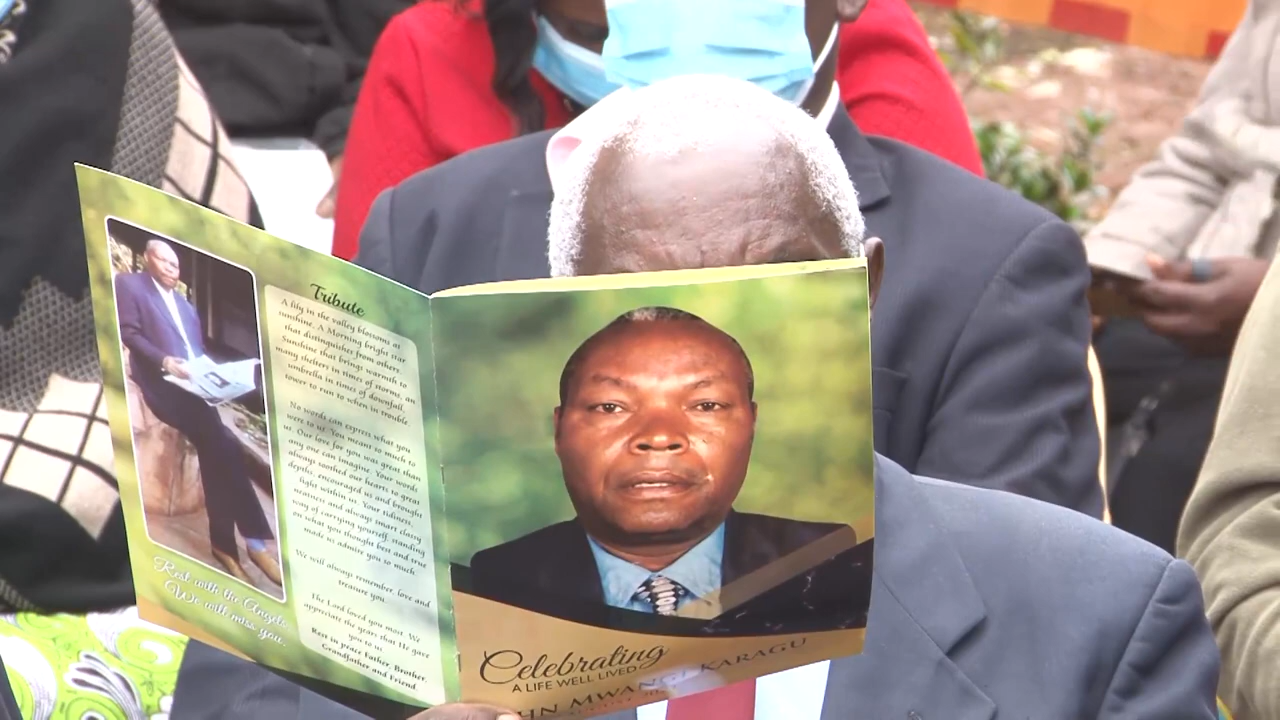 Tribute
A lily in the valley blossoms at
sunshine. A Morning bright star
that distinguishes from others.
Sunshine that brings warmth to
many shelters in times of storms, an
umbrella in times of downfall,
tower to run to when in trouble.
No words can express what you
were to us. You meant so much to
us. Our love for you was great than
any one can imagine. Your words
always soothed our hearts to great
depths, encouraged us and brought
light within us. Your tidiness,
neatness and always smart classy
way of carrying yourself, standing
on what you thought best and true
made us admire you so much
We will always remember, love and
treasure you.
The Lord loved you most. We
appreciate the years that He gave
you to us.
Rest in peace Father, Brother,
Grandfather and Friend
Rest with the Angels
We will miss you.
Celebrating
A LIFE WELL LIVED
HN MWANGI KARAGU